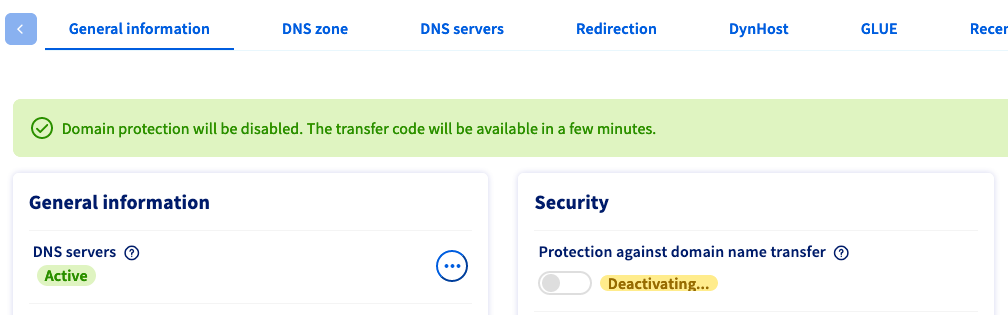 General information DNS zone DNS servers Redirection DynHost GLUE
Domain protection will be disabled. The transfer code will be available in a few minutes.
General information
DNS servers
Active
Security
Protection against domain name transfer
Deactivating...